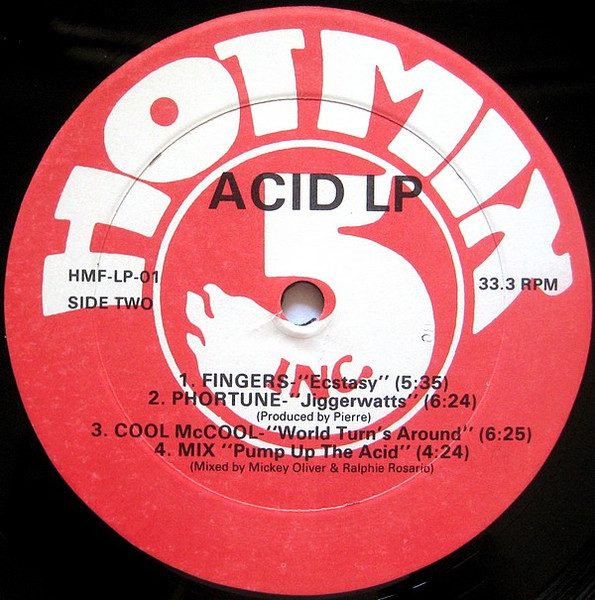 HOTMIX
5
INC.
ACID LP
HMF-LP-01
SIDE TWO
33.3 RPM
1. FINGERS-"Ecstasy" (5:35)
2. PHORTUNE-"Jiggerwatts" (6:24)
(Produced by Pierre)
3. COOL McCOOL-"World Turn's Around" (6:25)
4. MIX "Pump Up The Acid" (4:24)
(Mixed by Mickey Oliver & Ralphie Rosario)